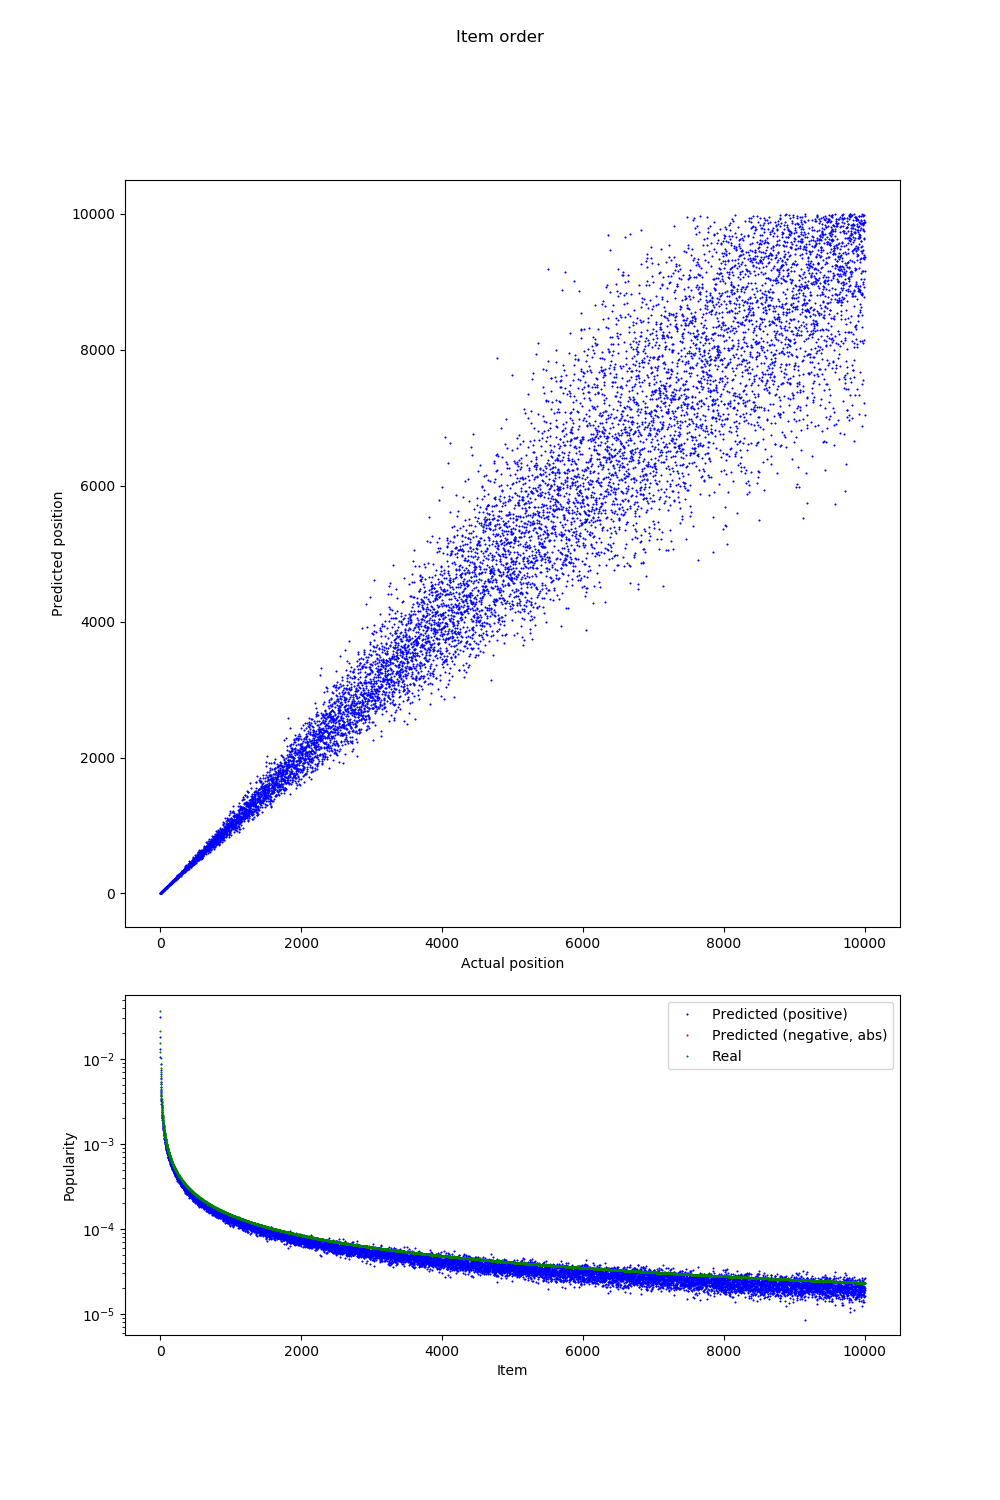 Item order
10000
8000
6000
4000
2000
0
Predicted position
0 2000 4000 6000 8000 10000
Actual position
10⁻²
10⁻³
10⁻⁴
10⁻⁵
Popularity
Predicted (positive)
Predicted (negative, abs)
Real
0 2000 4000 6000 8000 10000
Item